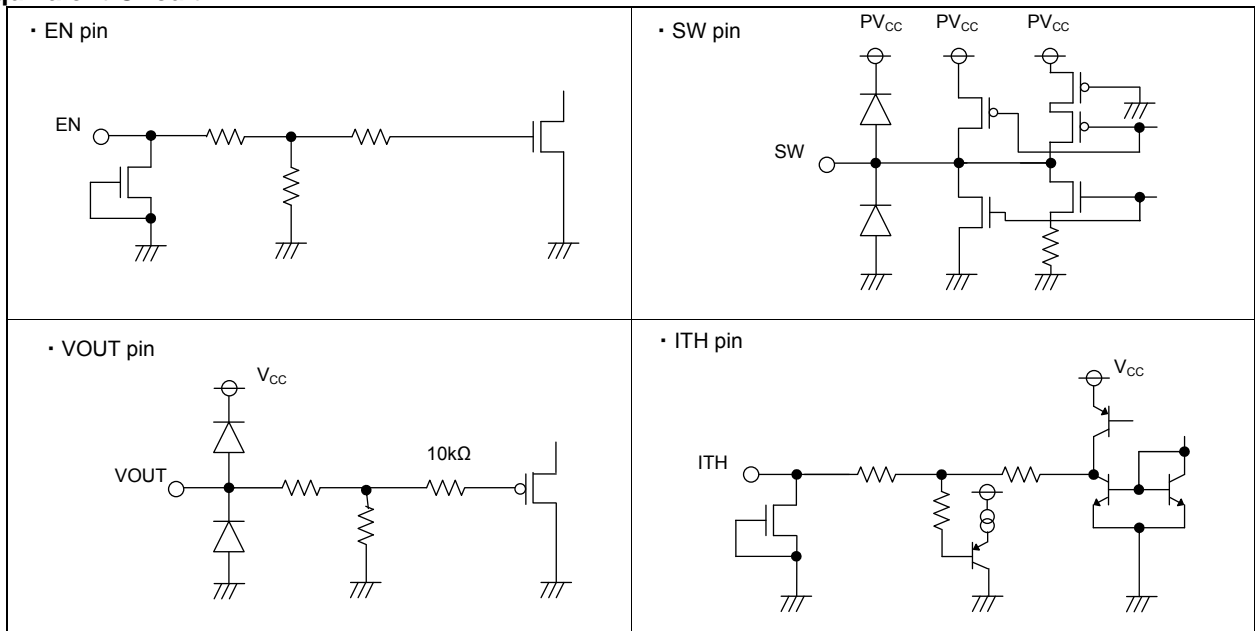 ・EN pin
EN
・SW pin
PVCC PVCC PVCC
SW
・VOUT pin
VCC
VOUT
10kΩ
・ITH pin
VCC
ITH